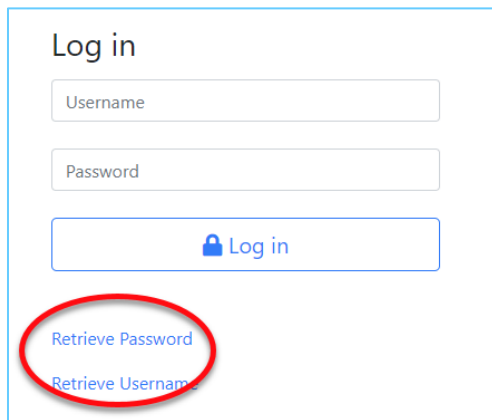 Log in
Username
Password
Log in
Retrieve Password
Retrieve Username